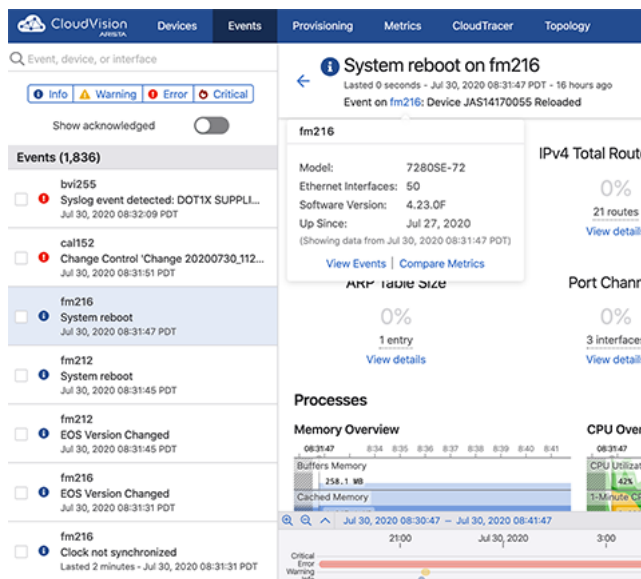 CloudVision
ARISTA
Devices
Events
Provisioning
Metrics
CloudTracer
Topology
Event, device, or interface
Info
Warning
Error
Critical
Show acknowledged
Events (1,836)
bvi255
Syslog event detected: DOT1X SUPPLI...
Jul 30, 2020 08:32:09 PDT
cal152
Change Control 'Change 20200730_112...
Jul 30, 2020 08:31:51 PDT
fm216
System reboot
Jul 30, 2020 08:31:47 PDT
fm212
System reboot
Jul 30, 2020 08:31:45 PDT
fm212
EOS Version Changed
Jul 30, 2020 08:31:45 PDT
fm216
EOS Version Changed
Jul 30, 2020 08:31:31 PDT
fm216
Clock not synchronized
Lasted 2 minutes - Jul 30, 2020 08:31:31 PDT
System reboot on fm216
Lasted 0 seconds - Jul 30, 2020 08:31:47 PDT - 16 hours ago
Event on fm216: Device JAS14170055 Reloaded
fm216
Model: 7280SE-72
Ethernet Interfaces: 50
Software Version: 4.23.0F
Up Since: Jul 27, 2020
(Showing data from Jul 30, 2020 08:31:47 PDT)
View Events | Compare Metrics
IPv4 Total Rout
0%
21 routes
View detail
ARP Table Size
0%
1 entry
View details
Port Chann
0%
3 interfaces
View detail
Processes
Memory Overview
08:31:47 8:34 8:35 8:36 8:37 8:38 8:39 8:40 8:41
Buffers Memory
258.1 MB
Cached Memory
CPU Over
08:31:47
CPU Utilizat
42%
1-Minute CP
Jul 30, 2020 08:30:47 – Jul 30, 2020 08:41:47
21:00 Jul 30, 2020 3:00
Critical
Error
Warning
Info